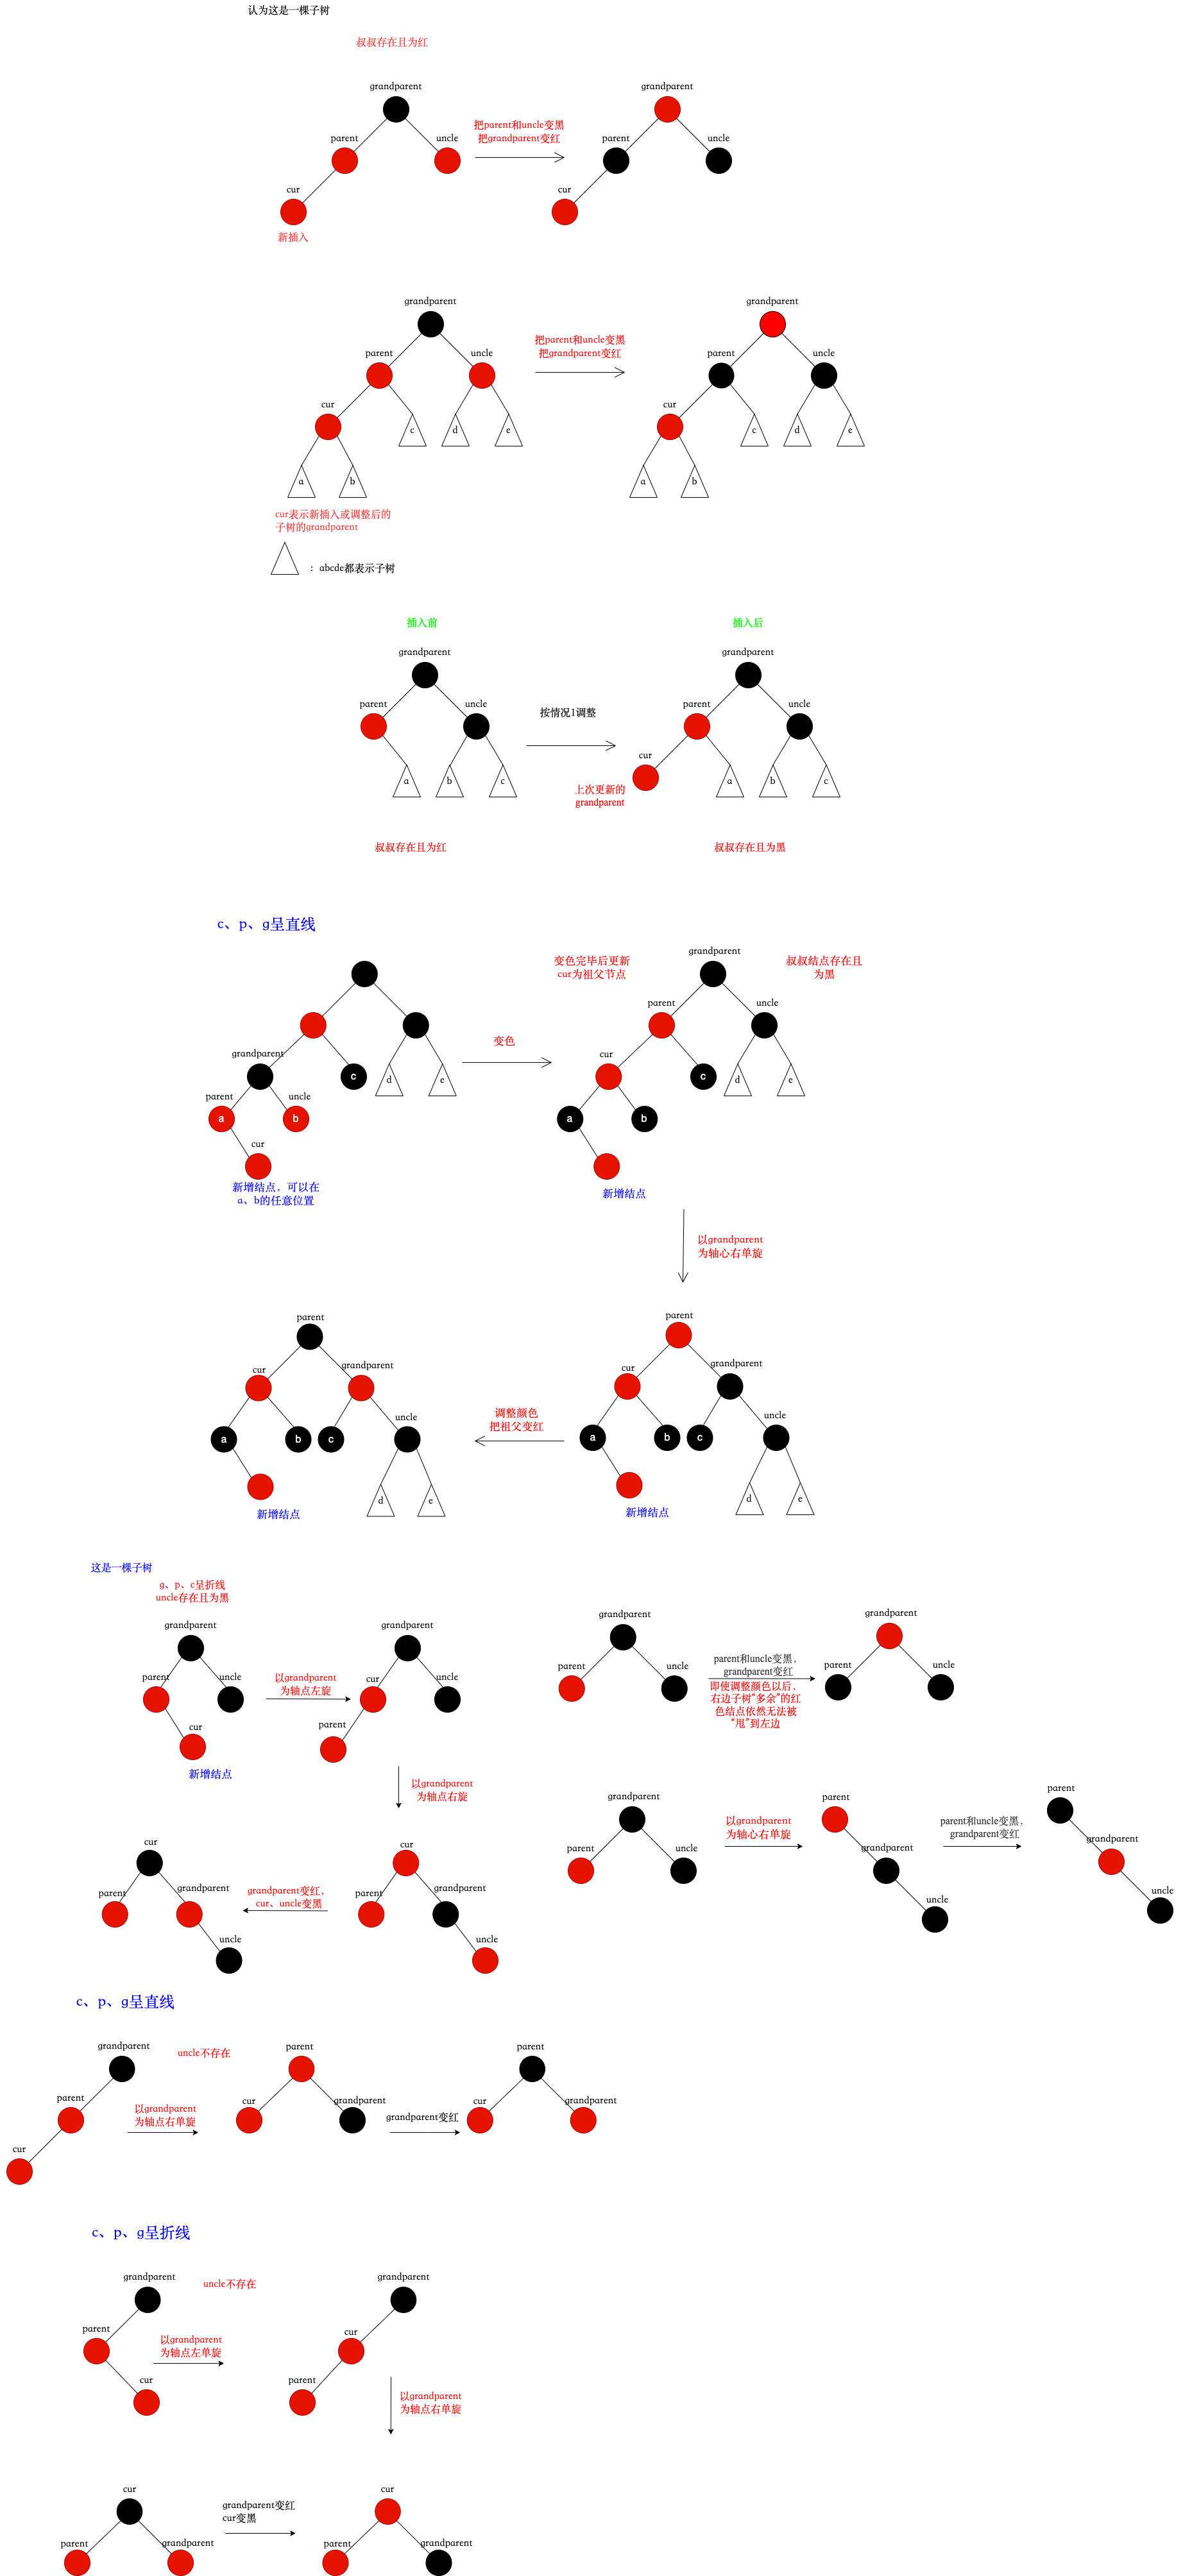 认为这是一棵子树
叔叔存在且为红
grandparent
grandparent
把parent和uncle变黑
把grandparent变红
parent
uncle
parent
uncle
cur
cur
新插入
grandparent
grandparent
把parent和uncle变黑
把grandparent变红
parent
uncle
parent
uncle
cur
cur
c
d
e
c
d
e
a
b
a
b
cur表示新插入或调整后的
子树的grandparent
：abcde都表示子树
插入前
插入后
grandparent
grandparent
parent
uncle
parent
uncle
按情况1调整
cur
a
b
c
a
b
c
上次更新的
grandparent
叔叔存在且为红
叔叔存在且为黑
c、p、g呈直线
变色完毕后更新
cur为祖父节点
grandparent
叔叔结点存在且
为黑
parent
uncle
变色
grandparent
cur
c
d
e
c
d
e
parent
uncle
a
b
a
b
cur
新增结点，可以在
a、b的任意位置
新增结点
以grandparent
为轴心右单旋
parent
parent
cur
grandparent
cur
grandparent
调整颜色
把祖父变红
uncle
uncle
a
b
c
a
b
c
d
e
d
e
新增结点
新增结点
这是一棵子树
g、p、c呈折线
uncle存在且为黑
grandparent
grandparent
grandparent
grandparent
parent
uncle
以grandparent
为轴点左旋
cur
uncle
parent
uncle
parent和uncle变黑，
grandparent变红
即使调整颜色以后，
右边子树“多余”的红
色结点依然无法被
“甩”到左边
parent
uncle
cur
parent
新增结点
以grandparent
为轴点右旋
grandparent
parent
parent
以grandparent
为轴心右单旋
parent和uncle变黑，
grandparent变红
parent
uncle
grandparent
grandparent
uncle
uncle
cur
cur
parent
grandparent
grandparent变红，
cur、uncle变黑
parent
grandparent
uncle
uncle
c、p、g呈直线
grandparent
uncle不存在
parent
parent
parent
以grandparent
为轴点右单旋
cur
grandparent
grandparent变红
cur
grandparent
cur
c、p、g呈折线
grandparent
uncle不存在
grandparent
parent
以grandparent
为轴点左单旋
cur
cur
parent
以grandparent
为轴点右单旋
cur
cur
grandparent变红
cur变黑
parent
grandparent
parent
grandparent